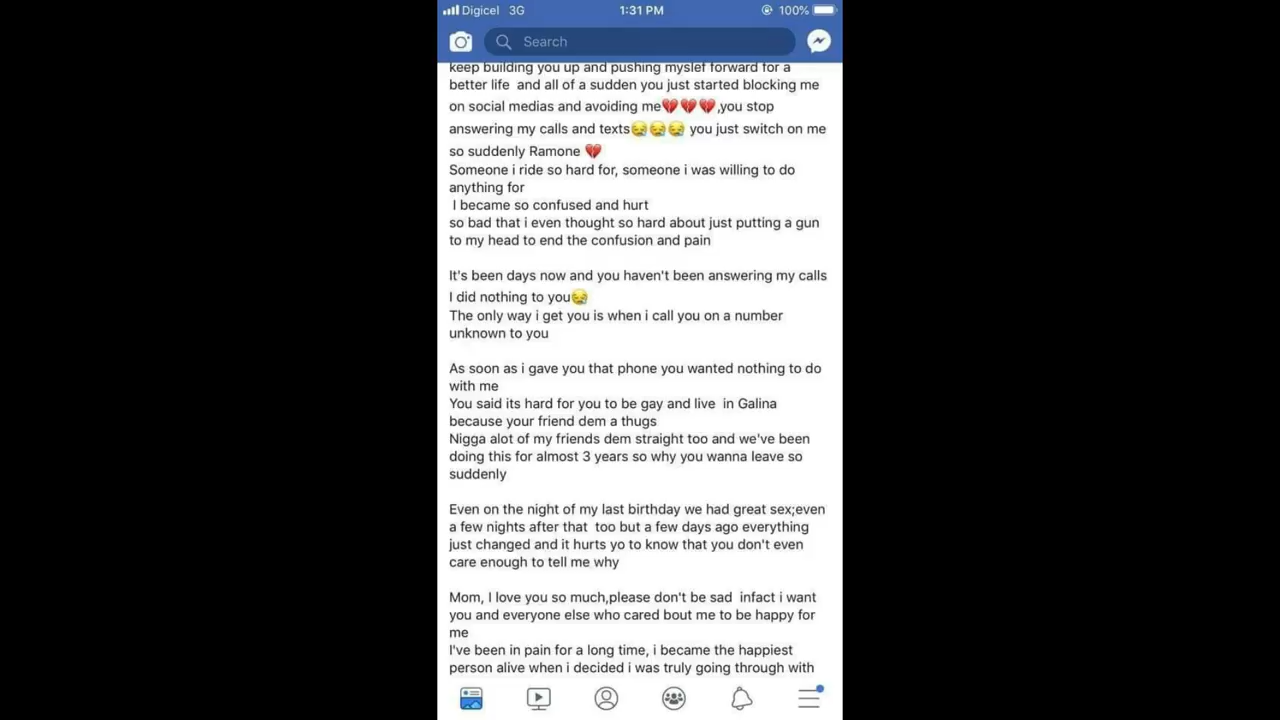 Digicel 3G 1:31 PM 100%
Search
keep building you up and pushing myslef forward for a
better life and all of a sudden you just started blocking me
on social medias and avoiding me💔💔💔,you stop
answering my calls and texts😪😪😪 you just switch on me
so suddenly Ramone 💔
Someone i ride so hard for, someone i was willing to do
anything for
I became so confused and hurt
so bad that i even thought so hard about just putting a gun
to my head to end the confusion and pain
It's been days now and you haven't been answering my calls
I did nothing to you😪
The only way i get you is when i call you on a number
unknown to you
As soon as i gave you that phone you wanted nothing to do
with me
You said its hard for you to be gay and live in Galina
because your friend dem a thugs
Nigga alot of my friends dem straight too and we've been
doing this for almost 3 years so why you wanna leave so
suddenly
Even on the night of my last birthday we had great sex;even
a few nights after that too but a few days ago everything
just changed and it hurts yo to know that you don't even
care enough to tell me why
Mom, I love you so much,please don't be sad infact i want
you and everyone else who cared bout me to be happy for
me
I've been in pain for a long time, i became the happiest
person alive when i decided i was truly going through with